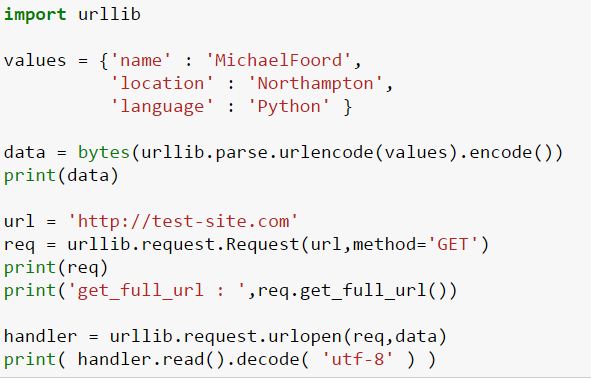 import urllib
values = {'name' : 'MichaelFoord',
'location' : 'Northampton',
'language' : 'Python' }
data = bytes(urllib.parse.urlencode(values).encode())
print(data)
url = 'http://test-site.com'
req = urllib.request.Request(url,method='GET')
print(req)
print('get_full_url : ',req.get_full_url())
handler = urllib.request.urlopen(req,data)
print( handler.read().decode( 'utf-8' ) )